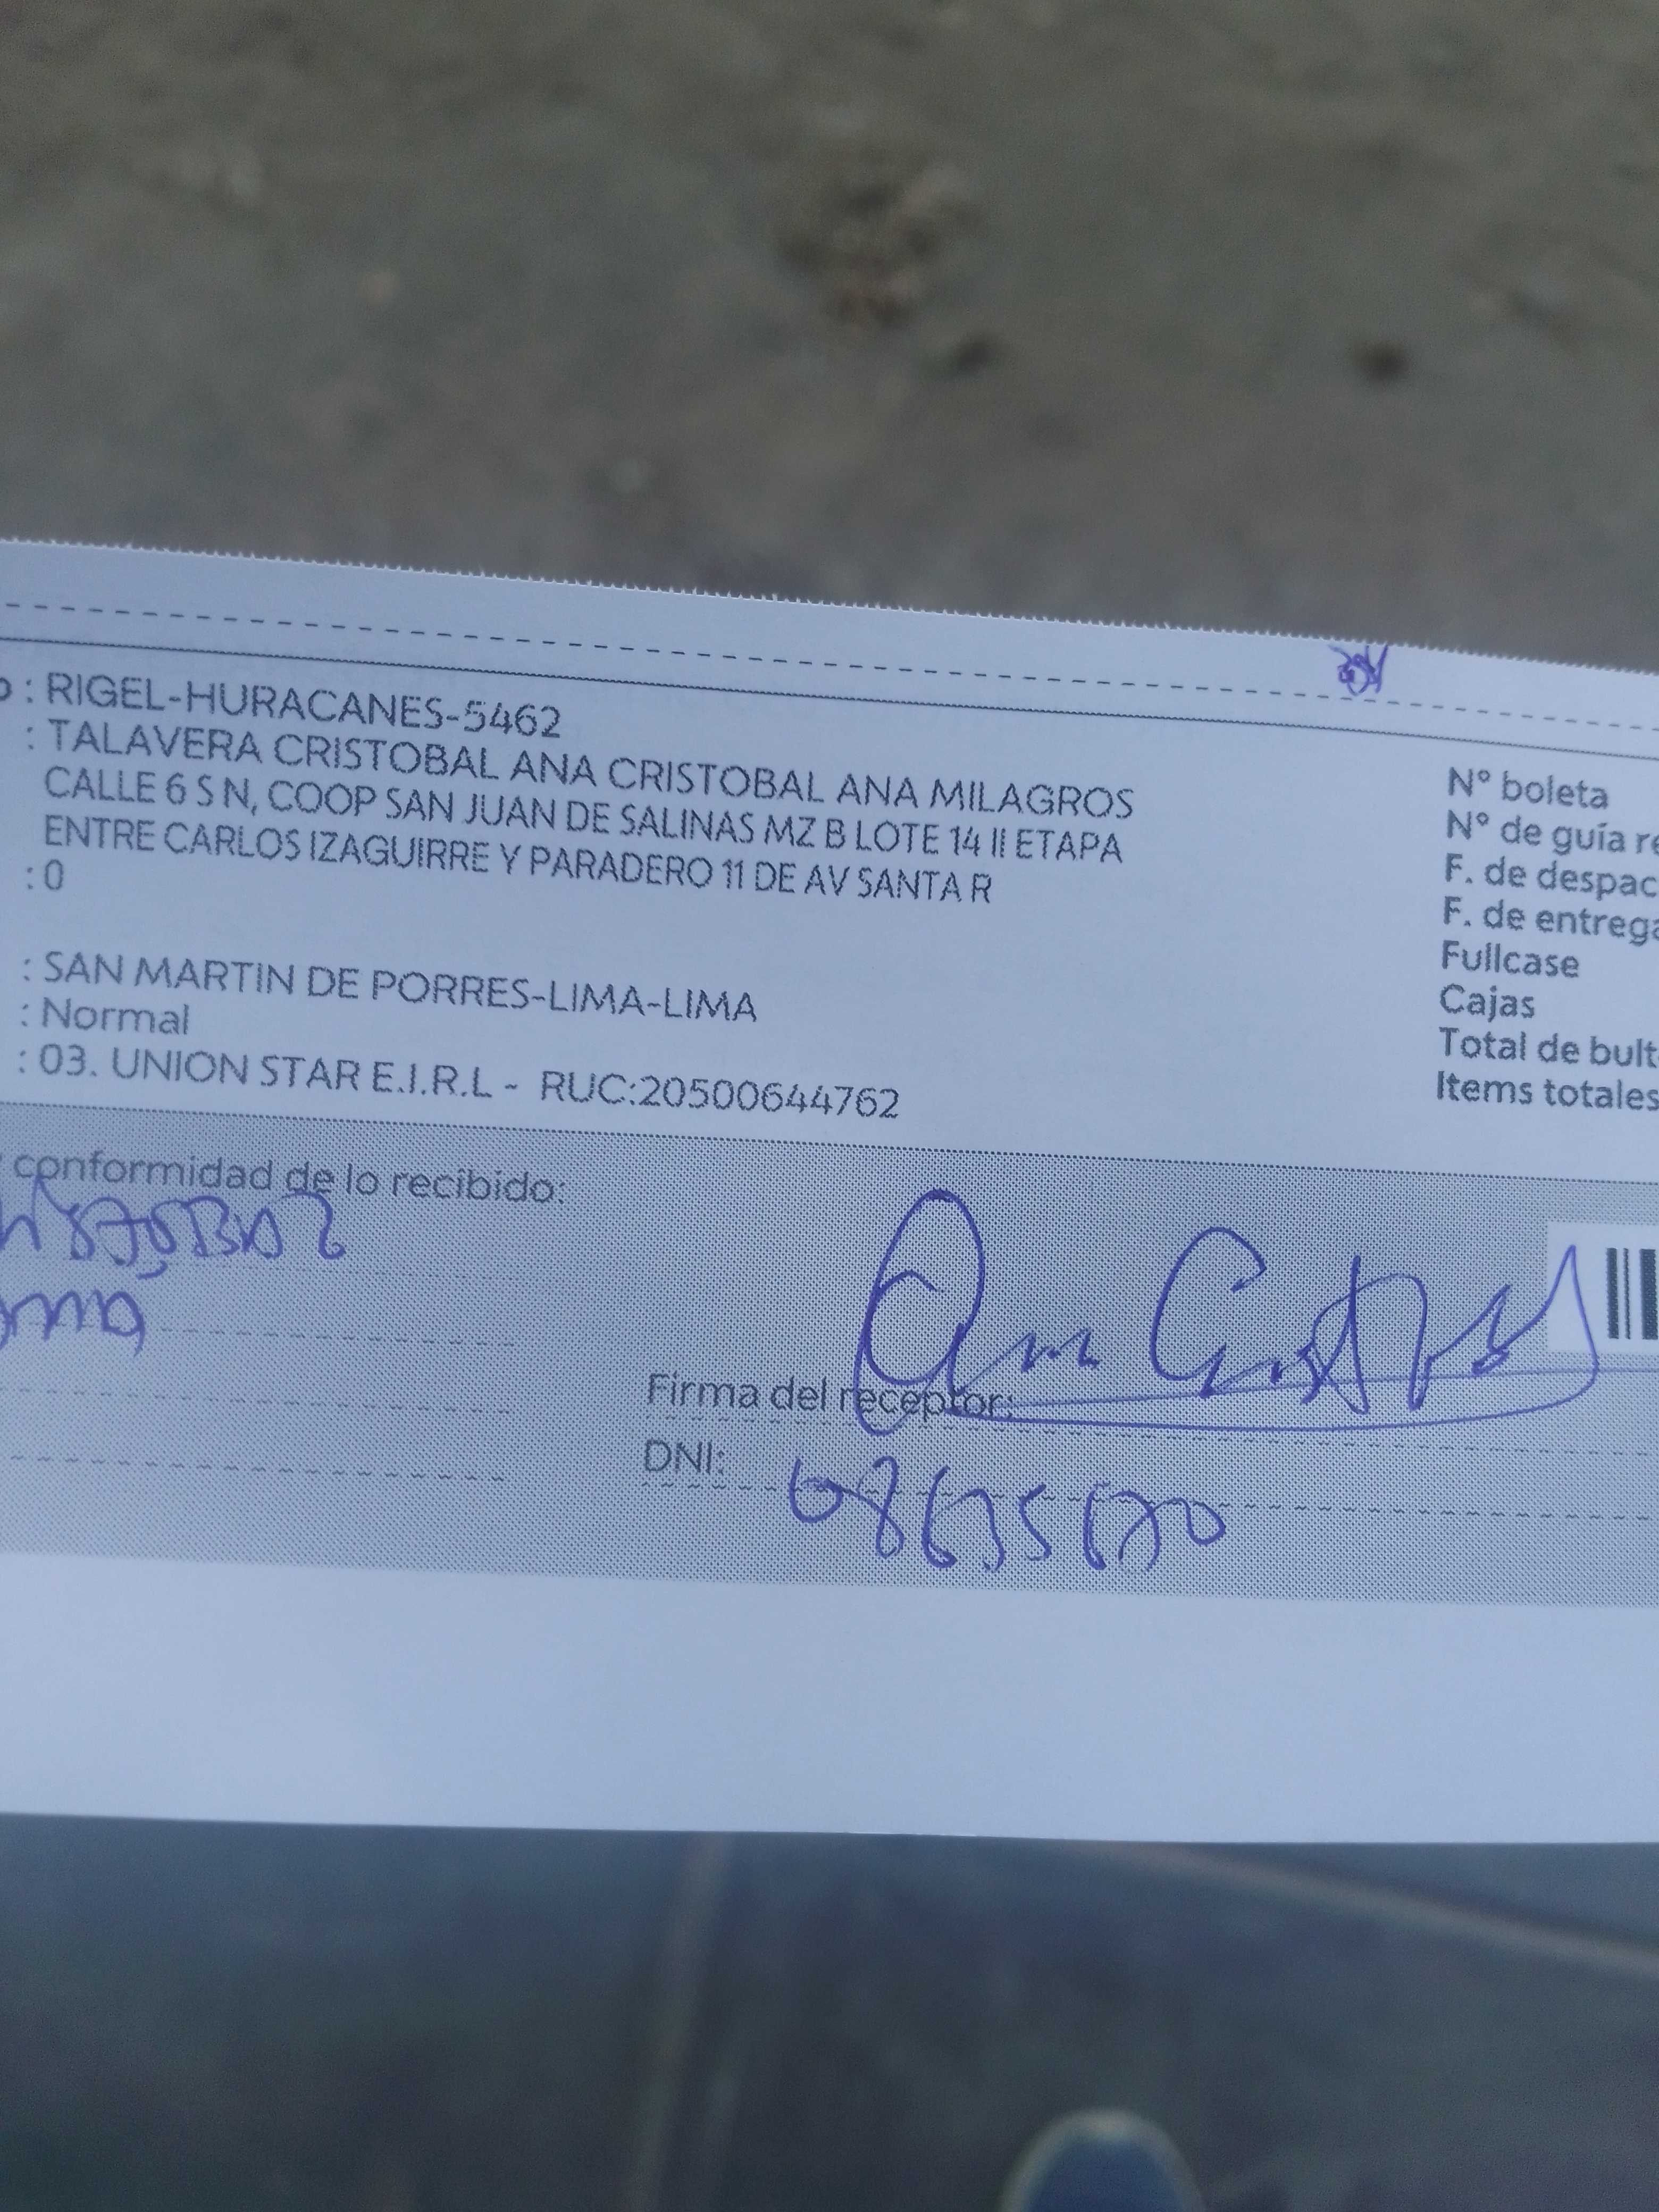 : RIGEL-HURACANES-5462
: TALAVERA CRISTOBAL ANA CRISTOBAL ANA MILAGROS
CALLE 6 S N, COOP SAN JUAN DE SALINAS MZ B LOTE 14 II ETAPA
ENTRE CARLOS IZAGUIRRE Y PARADERO 11 DE AV SANTA R
: 0
: SAN MARTIN DE PORRES-LIMA-LIMA
: Normal
: 03. UNION STAR E.I.R.L - RUC:20500644762
N° boleta
N° de guía re
F. de despac
F. de entrega
Fullcase
Cajas
Total de bult
Items totales
conformidad de lo recibido:
Firma del receptor:
DNI: